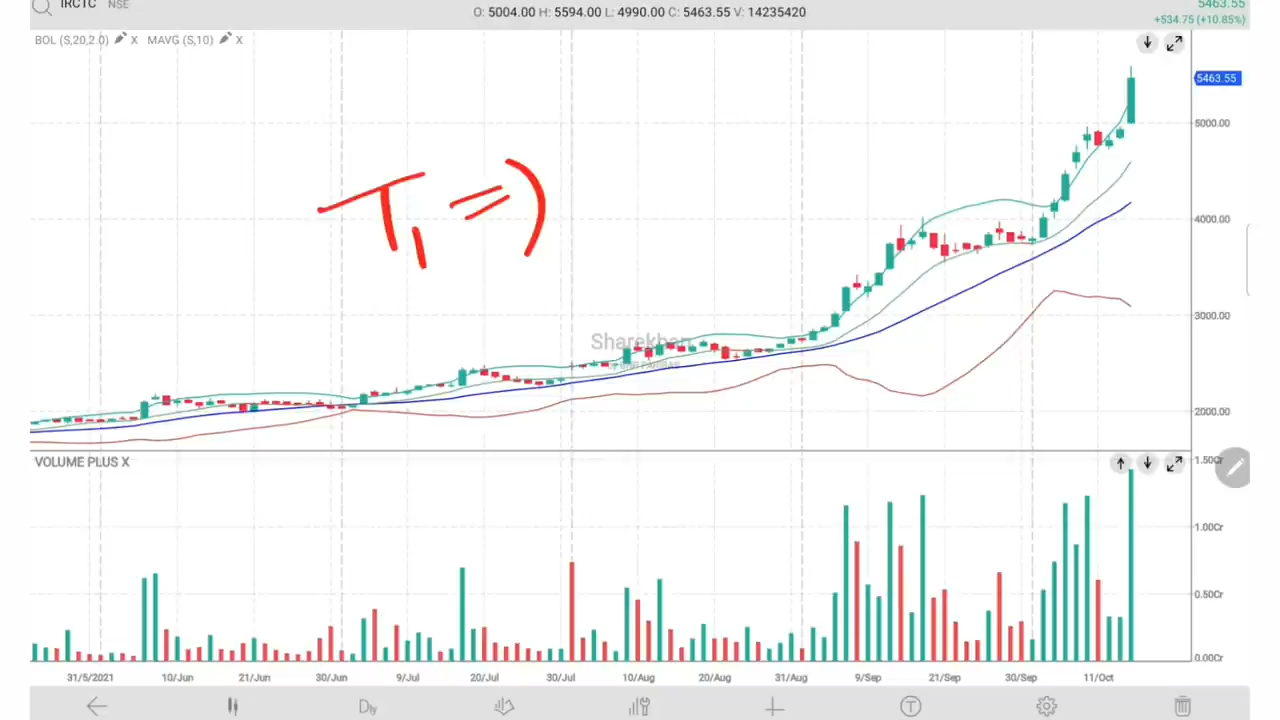 IRCTC NSE
O: 5004.00 H: 5594.00 L: 4990.00 C: 5463.55 V: 14235420
5463.55
+534.75 (+10.85%)
BOL (S,20,2.0) X MAVG (S,10) X
5463.55
5000.00
T1 =>)
4000.00
3000.00
Sharekhan
2000.00
VOLUME PLUS X
1.50Cr
1.00Cr
0.50Cr
0.00Cr
31/5/2021 10/Jun 21/Jun 30/Jun 9/Jul 20/Jul 30/Jul 10/Aug 20/Aug 31/Aug 9/Sep 21/Sep 30/Sep 11/Oct
Dly T